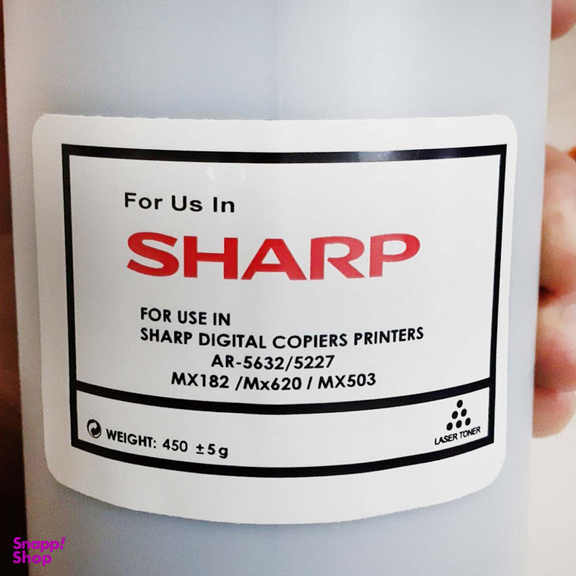 For Us In
SHARP
FOR USE IN
SHARP DIGITAL COPIERS PRINTERS
AR-5632/5227
MX182 /Mx620 / MX503
WEIGHT: 450 ±5g
LASER TONER
Snapp!
Shop